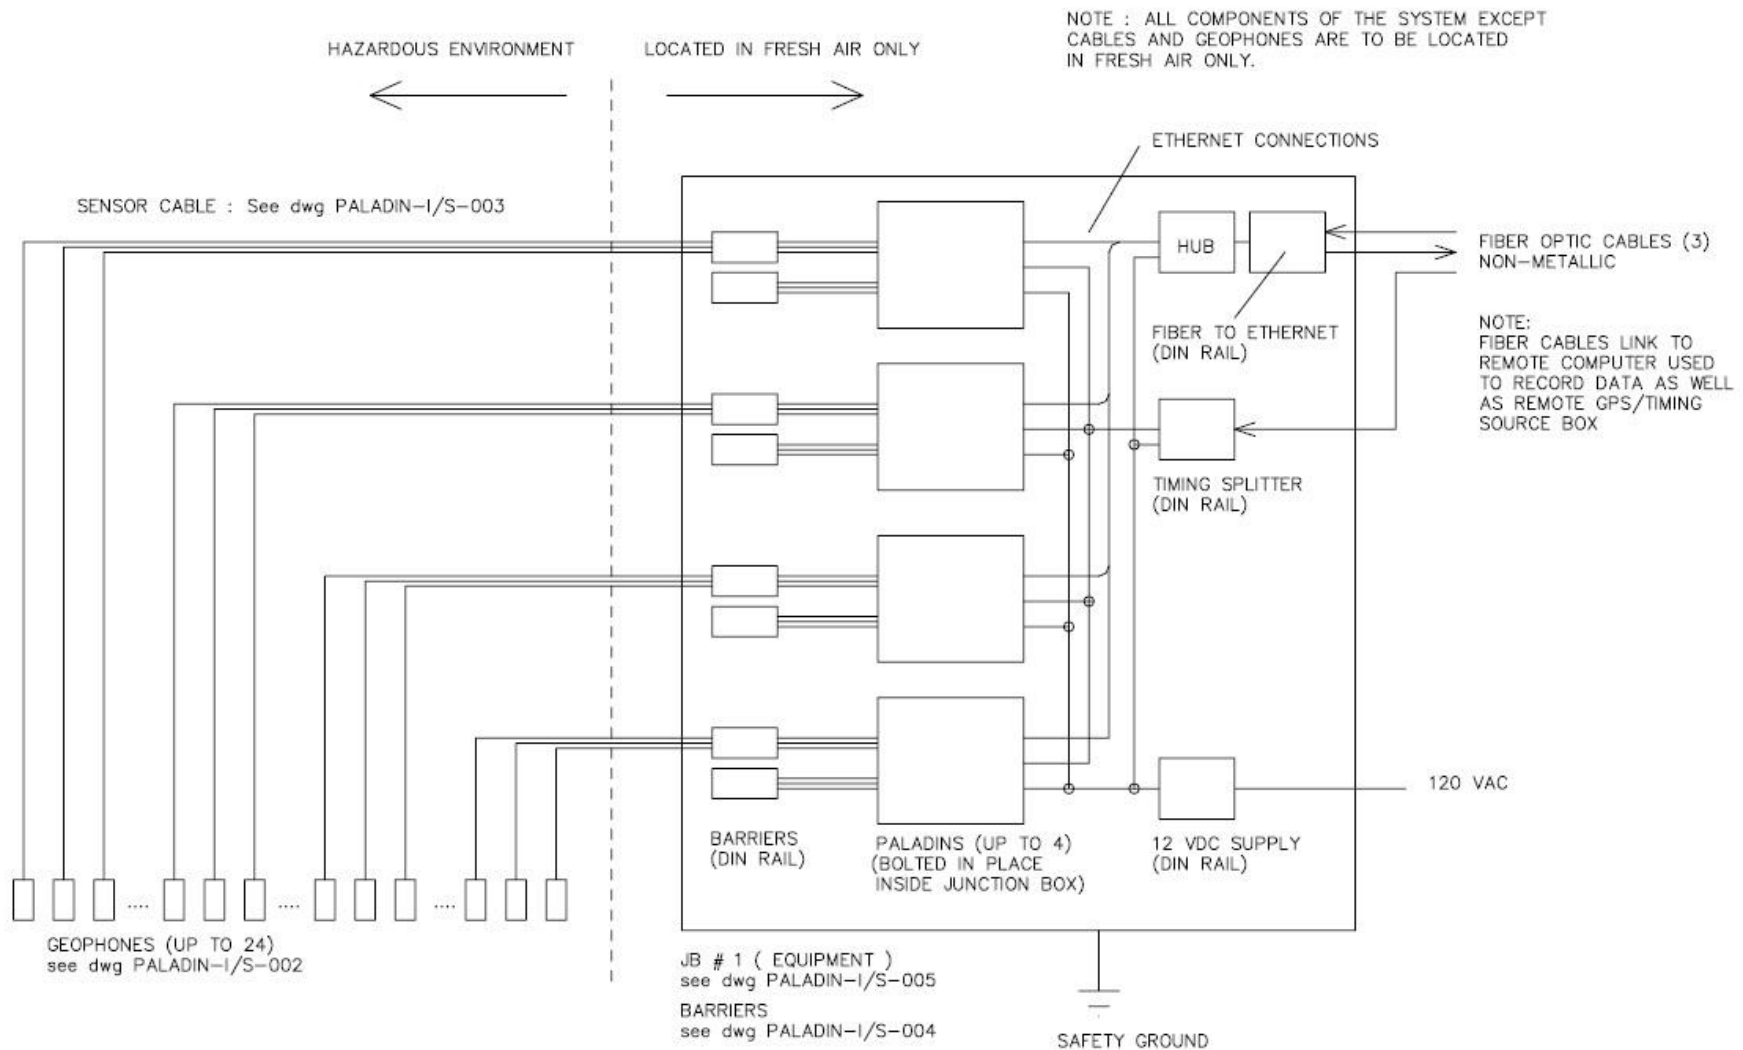 NOTE : ALL COMPONENTS OF THE SYSTEM EXCEPT
CABLES AND GEOPHONES ARE TO BE LOCATED
IN FRESH AIR ONLY.
HAZARDOUS ENVIRONMENT
LOCATED IN FRESH AIR ONLY
ETHERNET CONNECTIONS
SENSOR CABLE : See dwg PALADIN-I/S-003
HUB
FIBER OPTIC CABLES (3)
NON-METALLIC
FIBER TO ETHERNET
(DIN RAIL)
NOTE:
FIBER CABLES LINK TO
REMOTE COMPUTER USED
TO RECORD DATA AS WELL
AS REMOTE GPS/TIMING
SOURCE BOX
TIMING SPLITTER
(DIN RAIL)
120 VAC
BARRIERS
(DIN RAIL)
PALADINS (UP TO 4)
(BOLTED IN PLACE
INSIDE JUNCTION BOX)
12 VDC SUPPLY
(DIN RAIL)
.... .... ....
GEOPHONES (UP TO 24)
see dwg PALADIN-I/S-002
JB # 1 ( EQUIPMENT )
see dwg PALADIN-I/S-005
BARRIERS
see dwg PALADIN-I/S-004
SAFETY GROUND